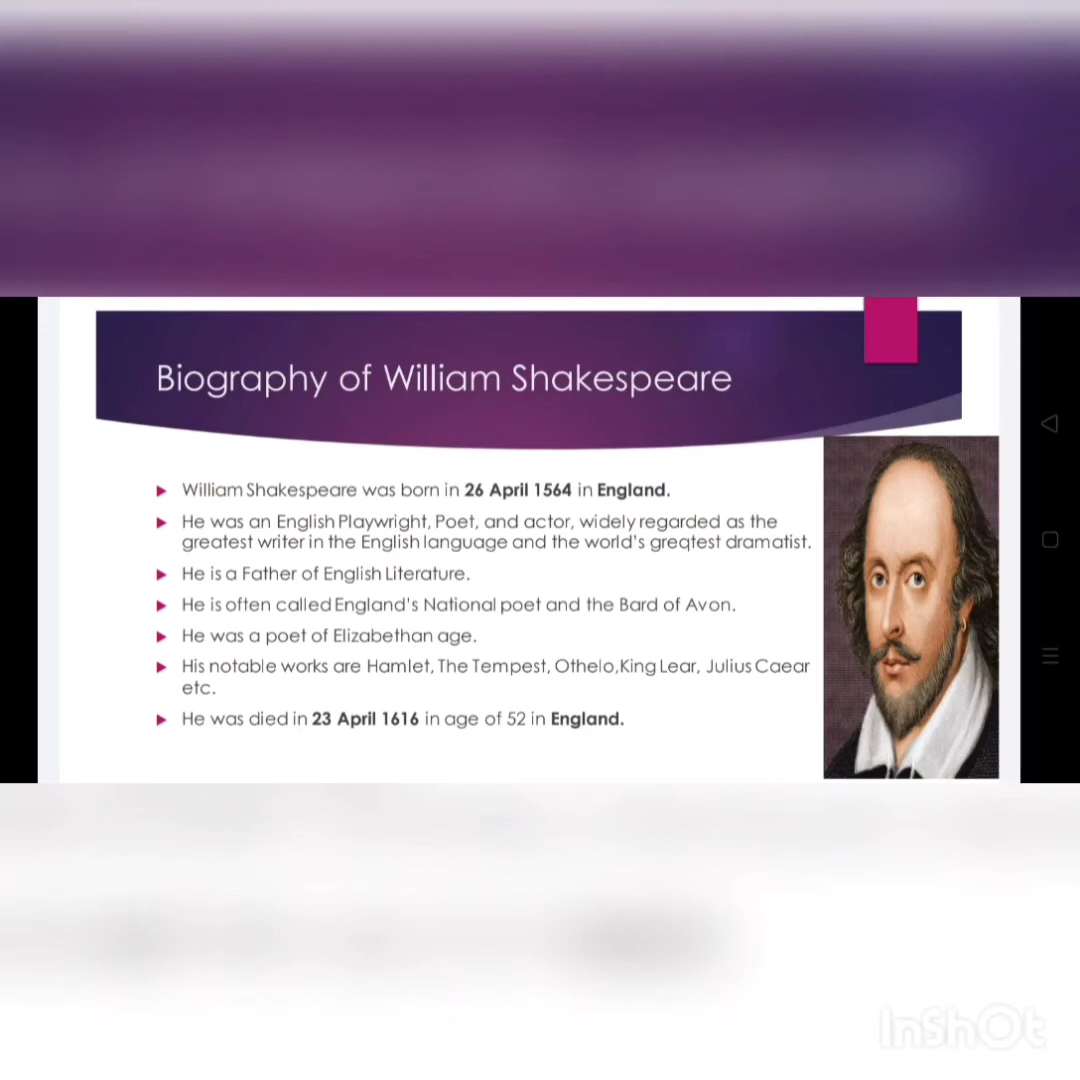 Biography of William Shakespeare
William Shakespeare was born in 26 April 1564 in England.
He was an English Playwright, Poet, and actor, widely regarded as the
greatest writer in the English language and the world's greqtest dramatist.
He is a Father of English Literature.
He is often called England's National poet and the Bard of Avon.
He was a poet of Elizabethan age.
His notable works are Hamlet, The Tempest, Othelo,King Lear, Julius Caear
etc.
He was died in 23 April 1616 in age of 52 in England.
InShOt